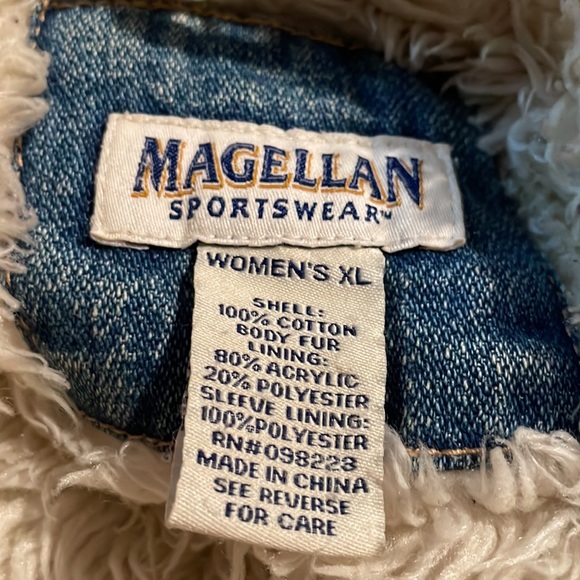 MAGELLAN
SPORTSWEAR™
WOMEN'S XL
SHELL:
100% COTTON
BODY FUR
LINING:
80% ACRYLIC
20% POLYESTER
SLEEVE LINING:
100%POLYESTER
RN#098223
MADE IN CHINA
SEE REVERSE
FOR CARE